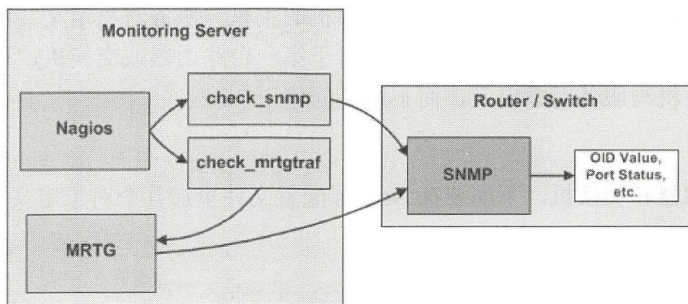 Monitoring Server
Nagios
check_snmp
check_mrtgtraf
MRTG
Router / Switch
SNMP
OID Value,
Port Status,
etc.